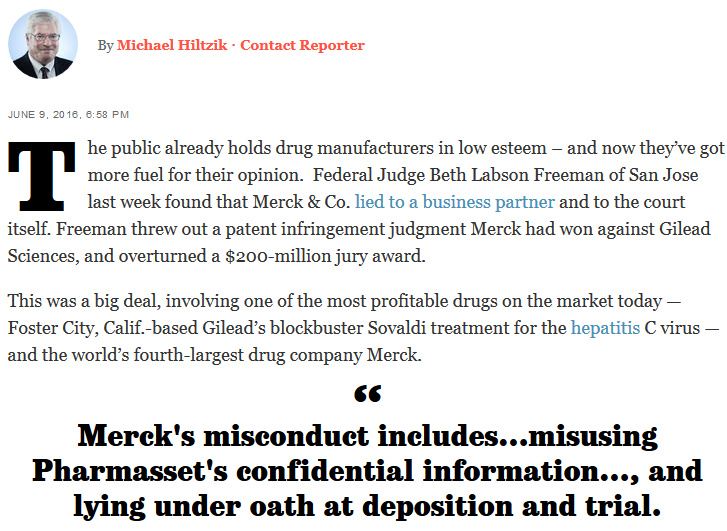 By Michael Hiltzik · Contact Reporter
JUNE 9, 2016, 6:58 PM
The public already holds drug manufacturers in low esteem – and now they’ve got
more fuel for their opinion.  Federal Judge Beth Labson Freeman of San Jose
last week found that Merck & Co. lied to a business partner and to the court
itself. Freeman threw out a patent infringement judgment Merck had won against Gilead
Sciences, and overturned a $200-million jury award.
This was a big deal, involving one of the most profitable drugs on the market today —
Foster City, Calif.-based Gilead’s blockbuster Sovaldi treatment for the hepatitis C virus —
and the world’s fourth-largest drug company Merck.
“
Merck's misconduct includes...misusing
Pharmasset's confidential information..., and
lying under oath at deposition and trial.